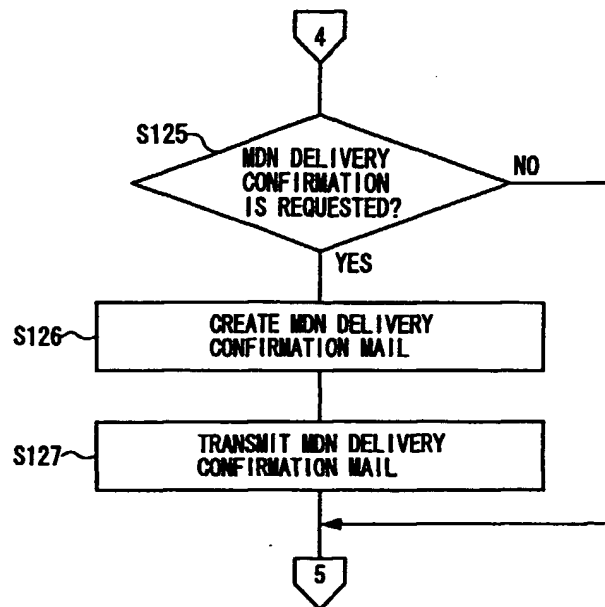 4
S125
MDN DELIVERY
CONFIRMATION
IS REQUESTED?
NO
YES
S126
CREATE MDN DELIVERY
CONFIRMATION MAIL
S127
TRANSMIT MDN DELIVERY
CONFIRMATION MAIL
5